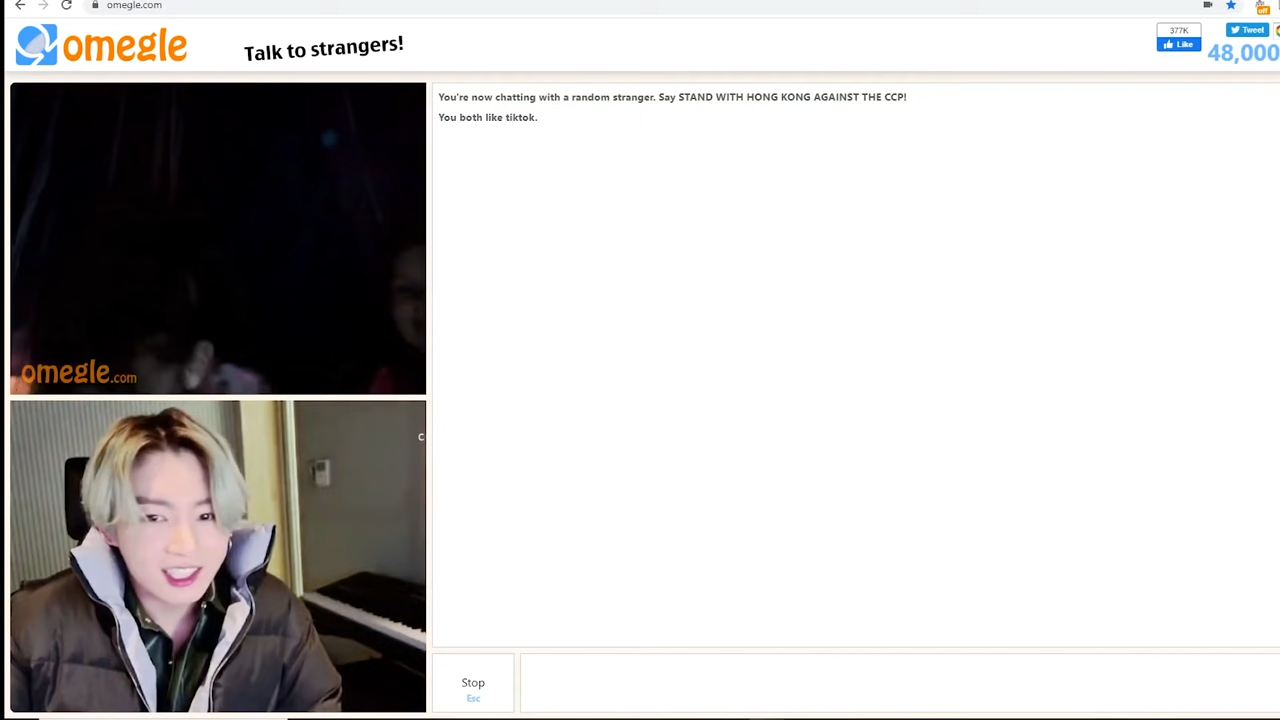 omegle.com
omegle
Talk to strangers!
377K
Like
Tweet
off
48,000
You're now chatting with a random stranger. Say STAND WITH HONG KONG AGAINST THE CCP!
You both like tiktok.
omegle.com
C
Stop
Esc